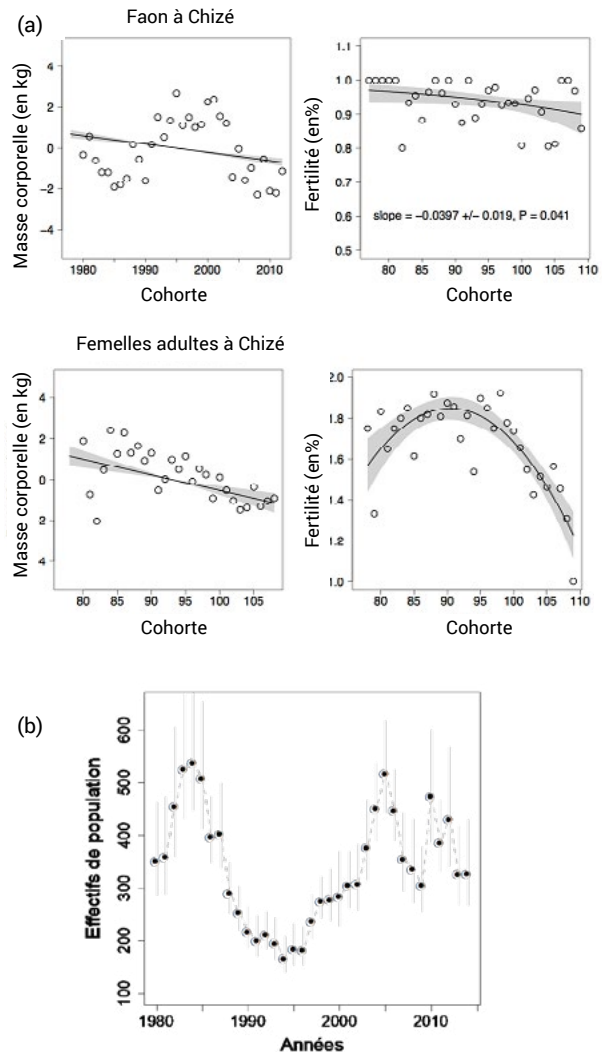 (a)
Faon à Chizé
Masse corporelle (en kg)
4
2
0
−2
−4
1980 1990 2000 2010
Cohorte
Fertilité (en%)
1.1
1.0
0.9
0.8
0.7
0.6
0.5
slope = −0.0397 +/− 0.019, P = 0.041
80 85 90 95 100 105 110
Cohorte
Femelles adultes à Chizé
Masse corporelle (en kg)
4
2
0
2
4
80 85 90 95 100 105
Cohorte
Fertilité (en%)
2.0
1.8
1.6
1.4
1.2
1.0
80 85 90 95 100 105 110
Cohorte
(b)
Effectifs de population
600
500
400
300
200
100
1980 1990 2000 2010
Années